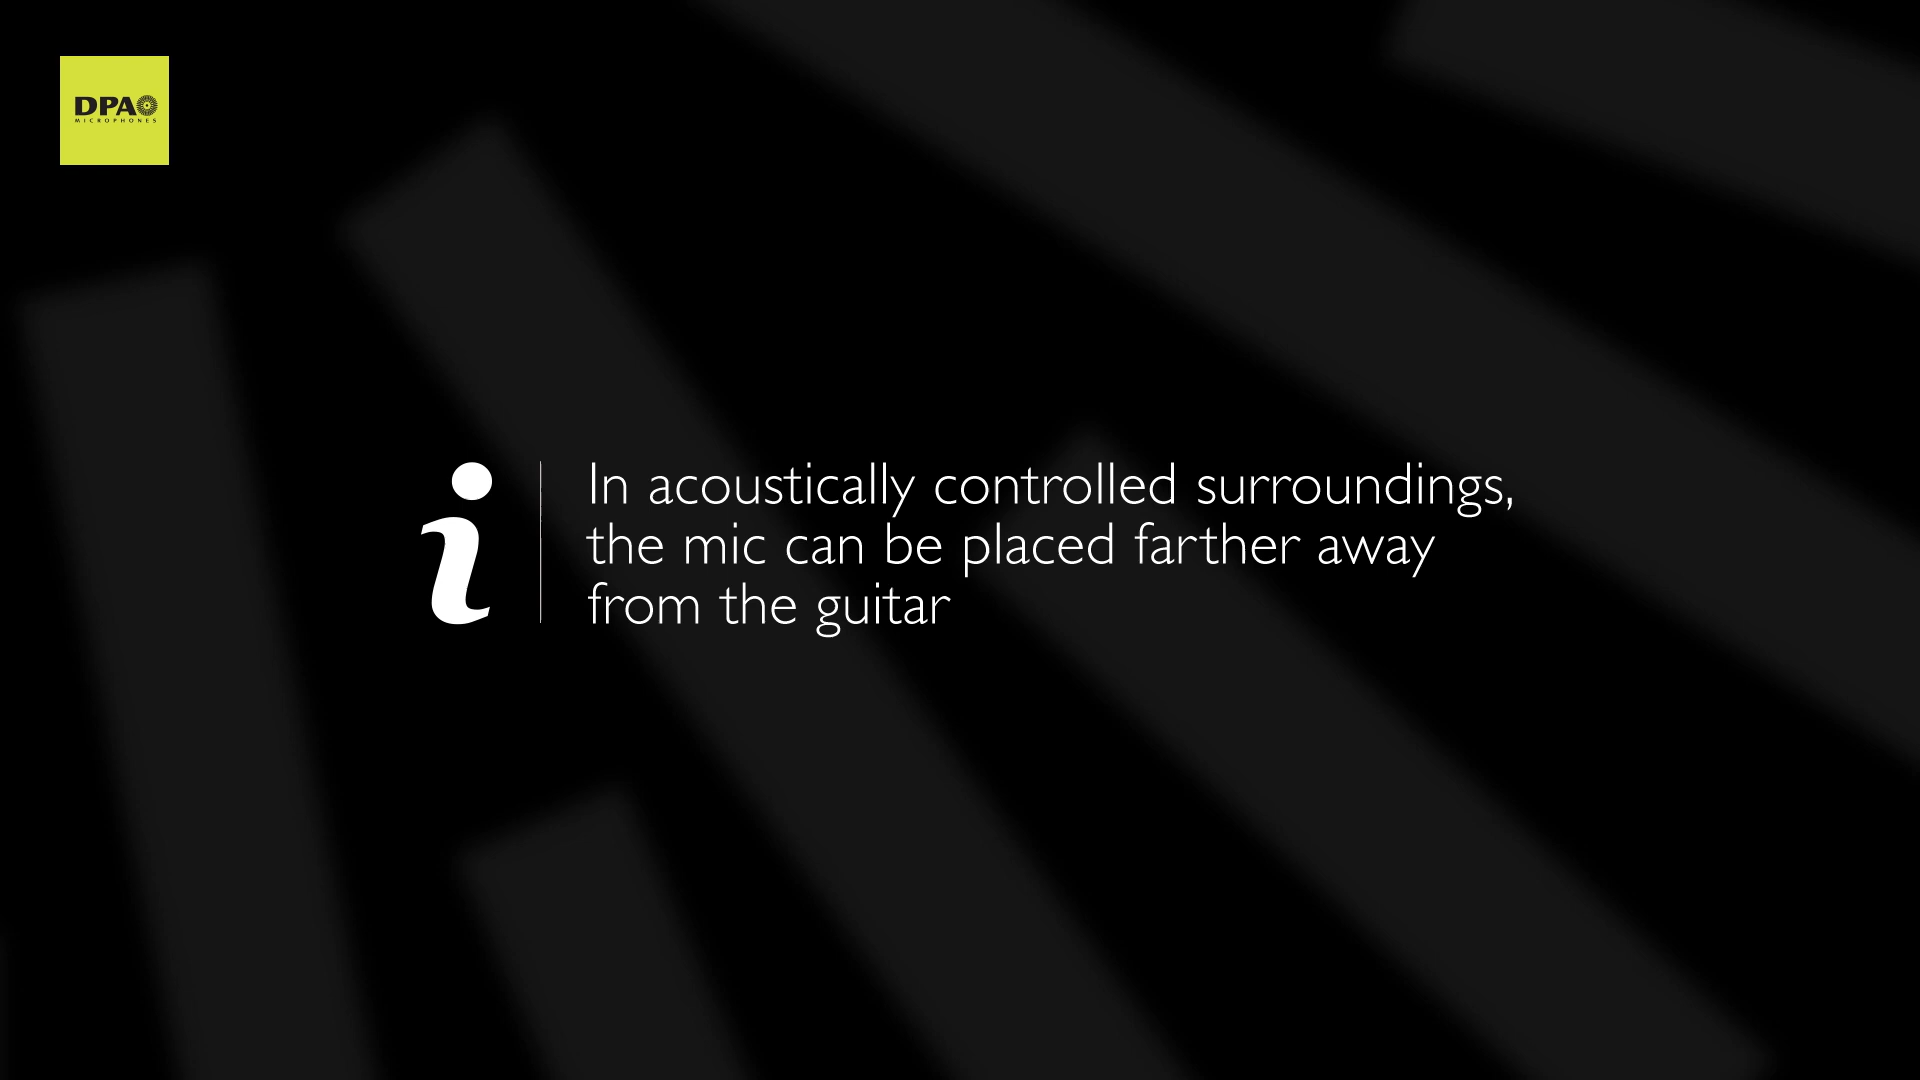 DPA
MICROPHONES
i
In acoustically controlled surroundings,
the mic can be placed farther away
from the guitar